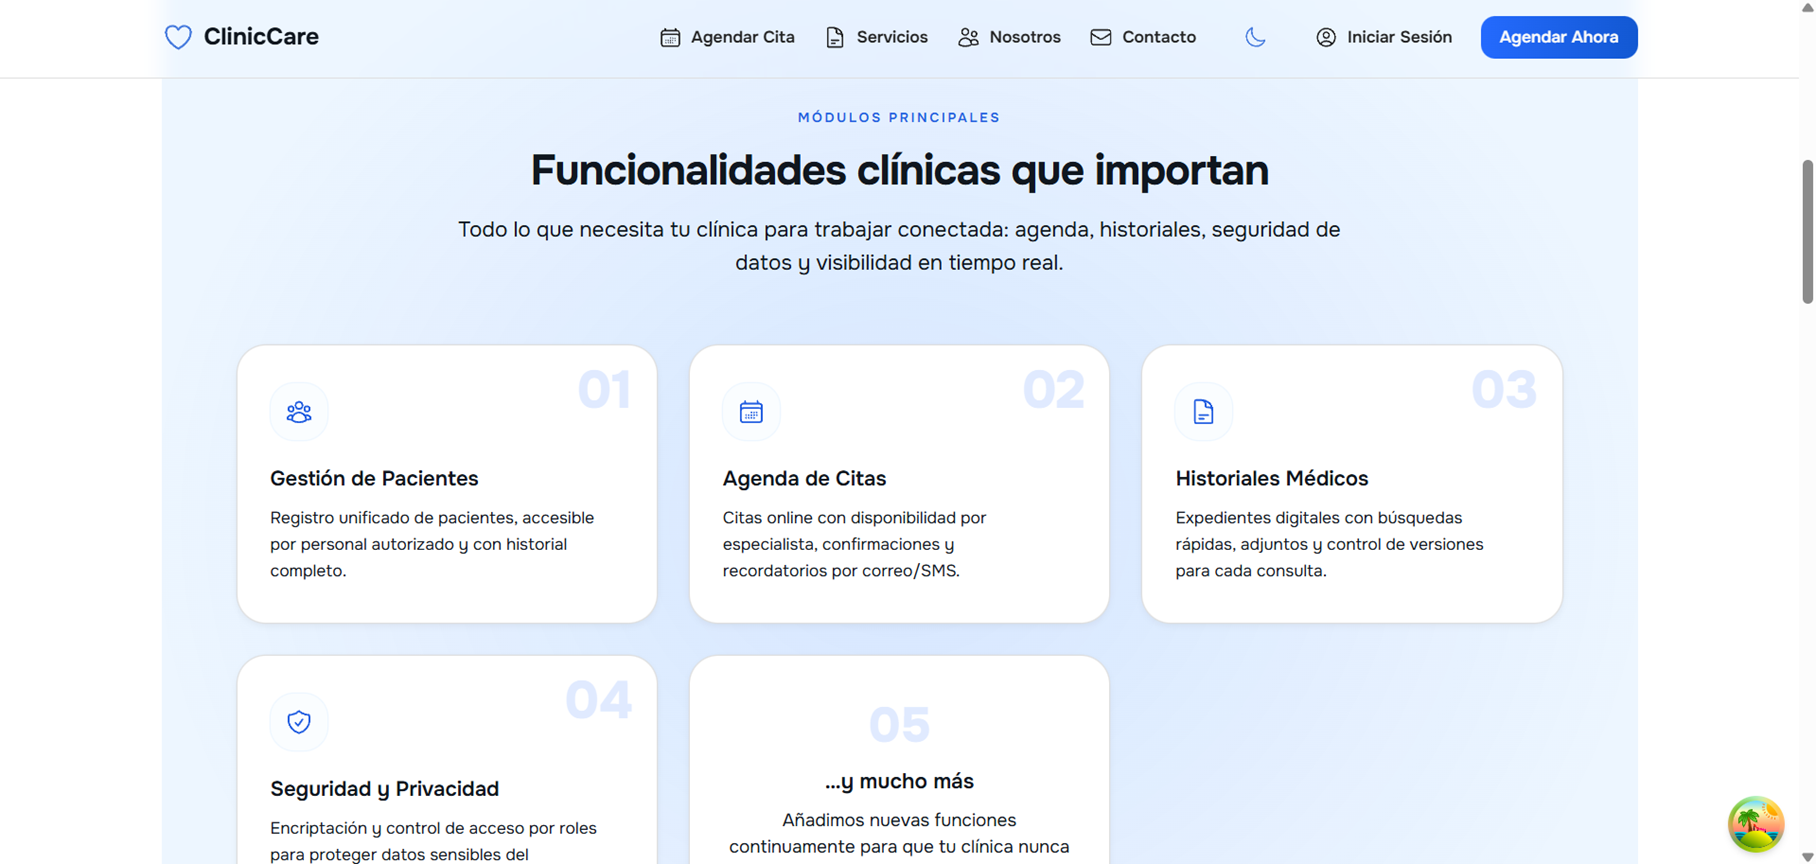 ClinicCare
Agendar Cita
Servicios
Nosotros
Contacto
Iniciar Sesión
Agendar Ahora
MÓDULOS PRINCIPALES
Funcionalidades clínicas que importan
Todo lo que necesita tu clínica para trabajar conectada: agenda, historiales, seguridad de
datos y visibilidad en tiempo real.
01
Gestión de Pacientes
Registro unificado de pacientes, accesible
por personal autorizado y con historial
completo.
02
Agenda de Citas
Citas online con disponibilidad por
especialista, confirmaciones y
recordatorios por correo/SMS.
03
Historiales Médicos
Expedientes digitales con búsquedas
rápidas, adjuntos y control de versiones
para cada consulta.
04
Seguridad y Privacidad
Encriptación y control de acceso por roles
para proteger datos sensibles del
05
...y mucho más
Añadimos nuevas funciones
continuamente para que tu clínica nunca